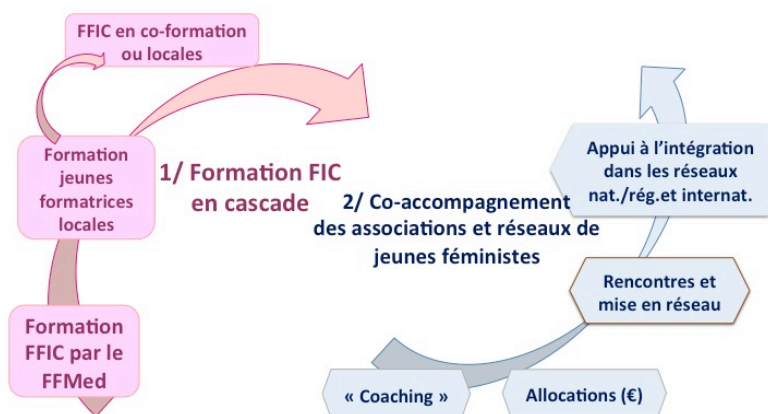 FFIC en co-formation
ou locales
Formation
jeunes
formatrices
locales
1/ Formation FIC
en cascade
Formation
FFIC par le
FFMed
2/ Co-accompagnement
des associations et réseaux de
jeunes féministes
Appui à l’intégration
dans les réseaux
nat./rég.et internat.
Rencontres et
mise en réseau
« Coaching »
Allocations (€)